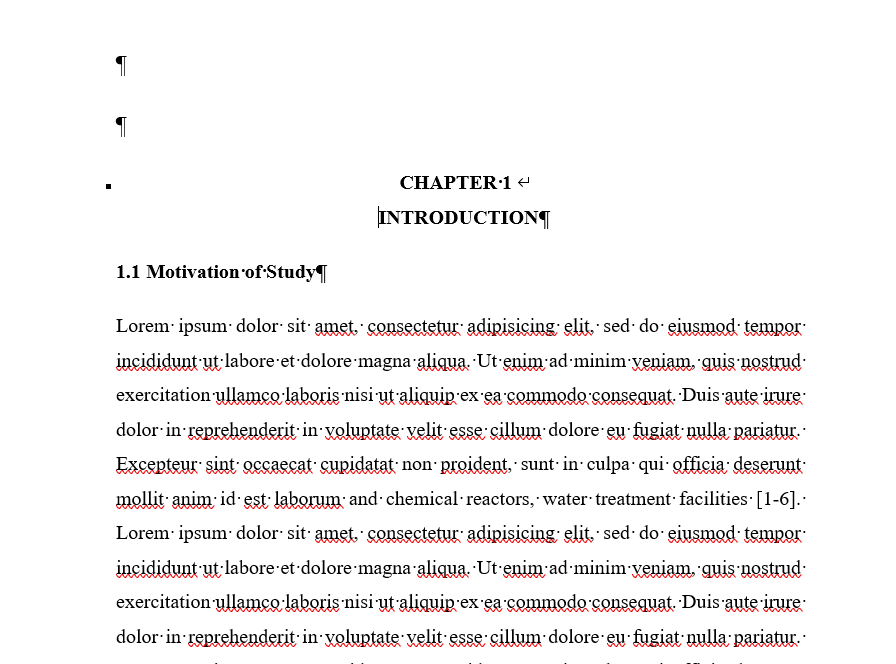 ¶
¶
CHAPTER·1 ↵
INTRODUCTION¶
1.1 Motivation·of·Study¶
Lorem· ipsum· dolor· sit· amet,· consectetur· adipisicing· elit,· sed· do· eiusmod· tempor·
incididunt·ut·labore·et·dolore·magna·aliqua.·Ut·enim·ad·minim·veniam,·quis·nostrud·
exercitation·ullamco·laboris·nisi·ut·aliquip·ex·ea·commodo·consequat.·Duis·aute·irure·
dolor·in·reprehenderit·in·voluptate·velit·esse·cillum·dolore·eu·fugiat·nulla·pariatur.·
Excepteur· sint· occaecat· cupidatat· non· proident,· sunt· in· culpa· qui· officia· deserunt·
mollit· anim· id· est· laborum· and· chemical· reactors,· water· treatment· facilities· [1-6].·
Lorem· ipsum· dolor· sit· amet,· consectetur· adipisicing· elit,· sed· do· eiusmod· tempor·
incididunt·ut·labore·et·dolore·magna·aliqua.·Ut·enim·ad·minim·veniam,·quis·nostrud·
exercitation·ullamco·laboris·nisi·ut·aliquip·ex·ea·commodo·consequat.·Duis·aute·irure·
dolor·in·reprehenderit·in·voluptate·velit·esse·cillum·dolore·eu·fugiat·nulla·pariatur.·